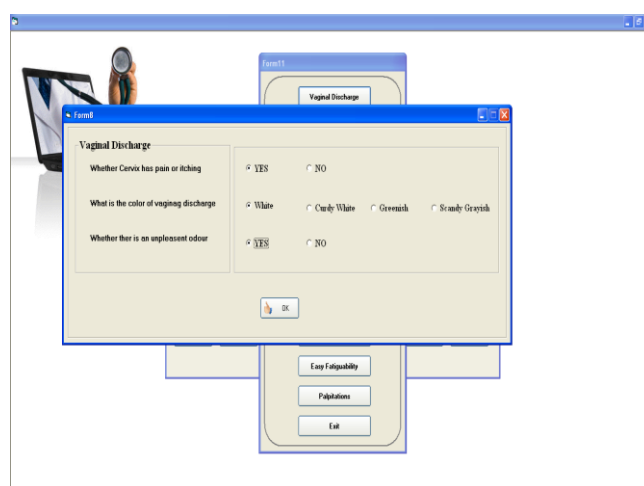 Form11
Vaginal Discharge
Form8
Vaginal Discharge
Whether Cervix has pain or itching
YES
NO
What is the color of vaginag discharge
White
Curdy White
Greenish
Scandy Grayish
Whether ther is an unpleasent odour
YES
NO
OK
Easy Fatiguability
Palpitations
Exit